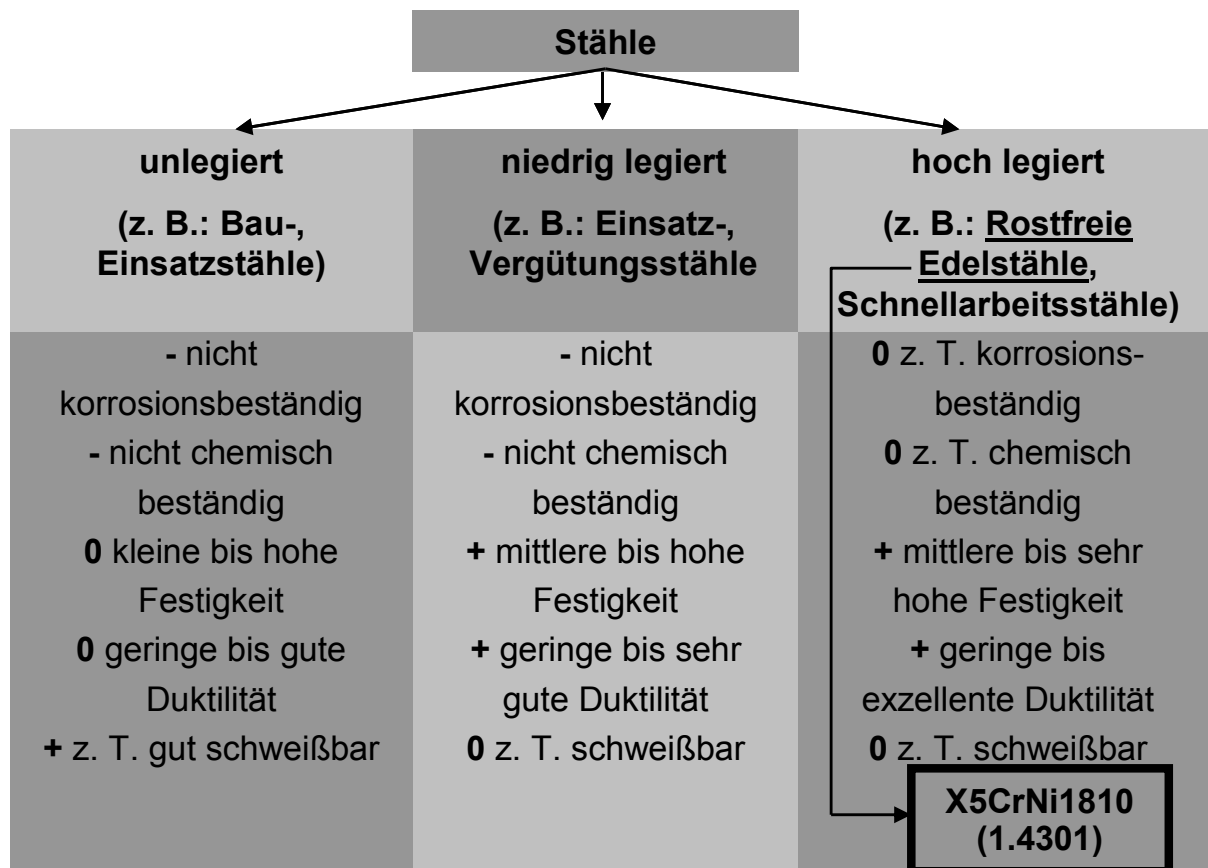 Stähle
unlegiert
(z. B.: Bau-,
Einsatzstähle)
- nicht
korrosionsbeständig
- nicht chemisch
beständig
0 kleine bis hohe
Festigkeit
0 geringe bis gute
Duktilität
+ z. T. gut schweißbar
niedrig legiert
(z. B.: Einsatz-,
Vergütungsstähle
- nicht
korrosionsbeständig
- nicht chemisch
beständig
+ mittlere bis hohe
Festigkeit
+ geringe bis sehr
gute Duktilität
0 z. T. schweißbar
hoch legiert
(z. B.: Rostfreie
Edelstähle,
Schnellarbeitsstähle)
0 z. T. korrosions-
beständig
0 z. T. chemisch
beständig
+ mittlere bis sehr
hohe Festigkeit
+ geringe bis
exzellente Duktilität
0 z. T. schweißbar
X5CrNi1810
(1.4301)